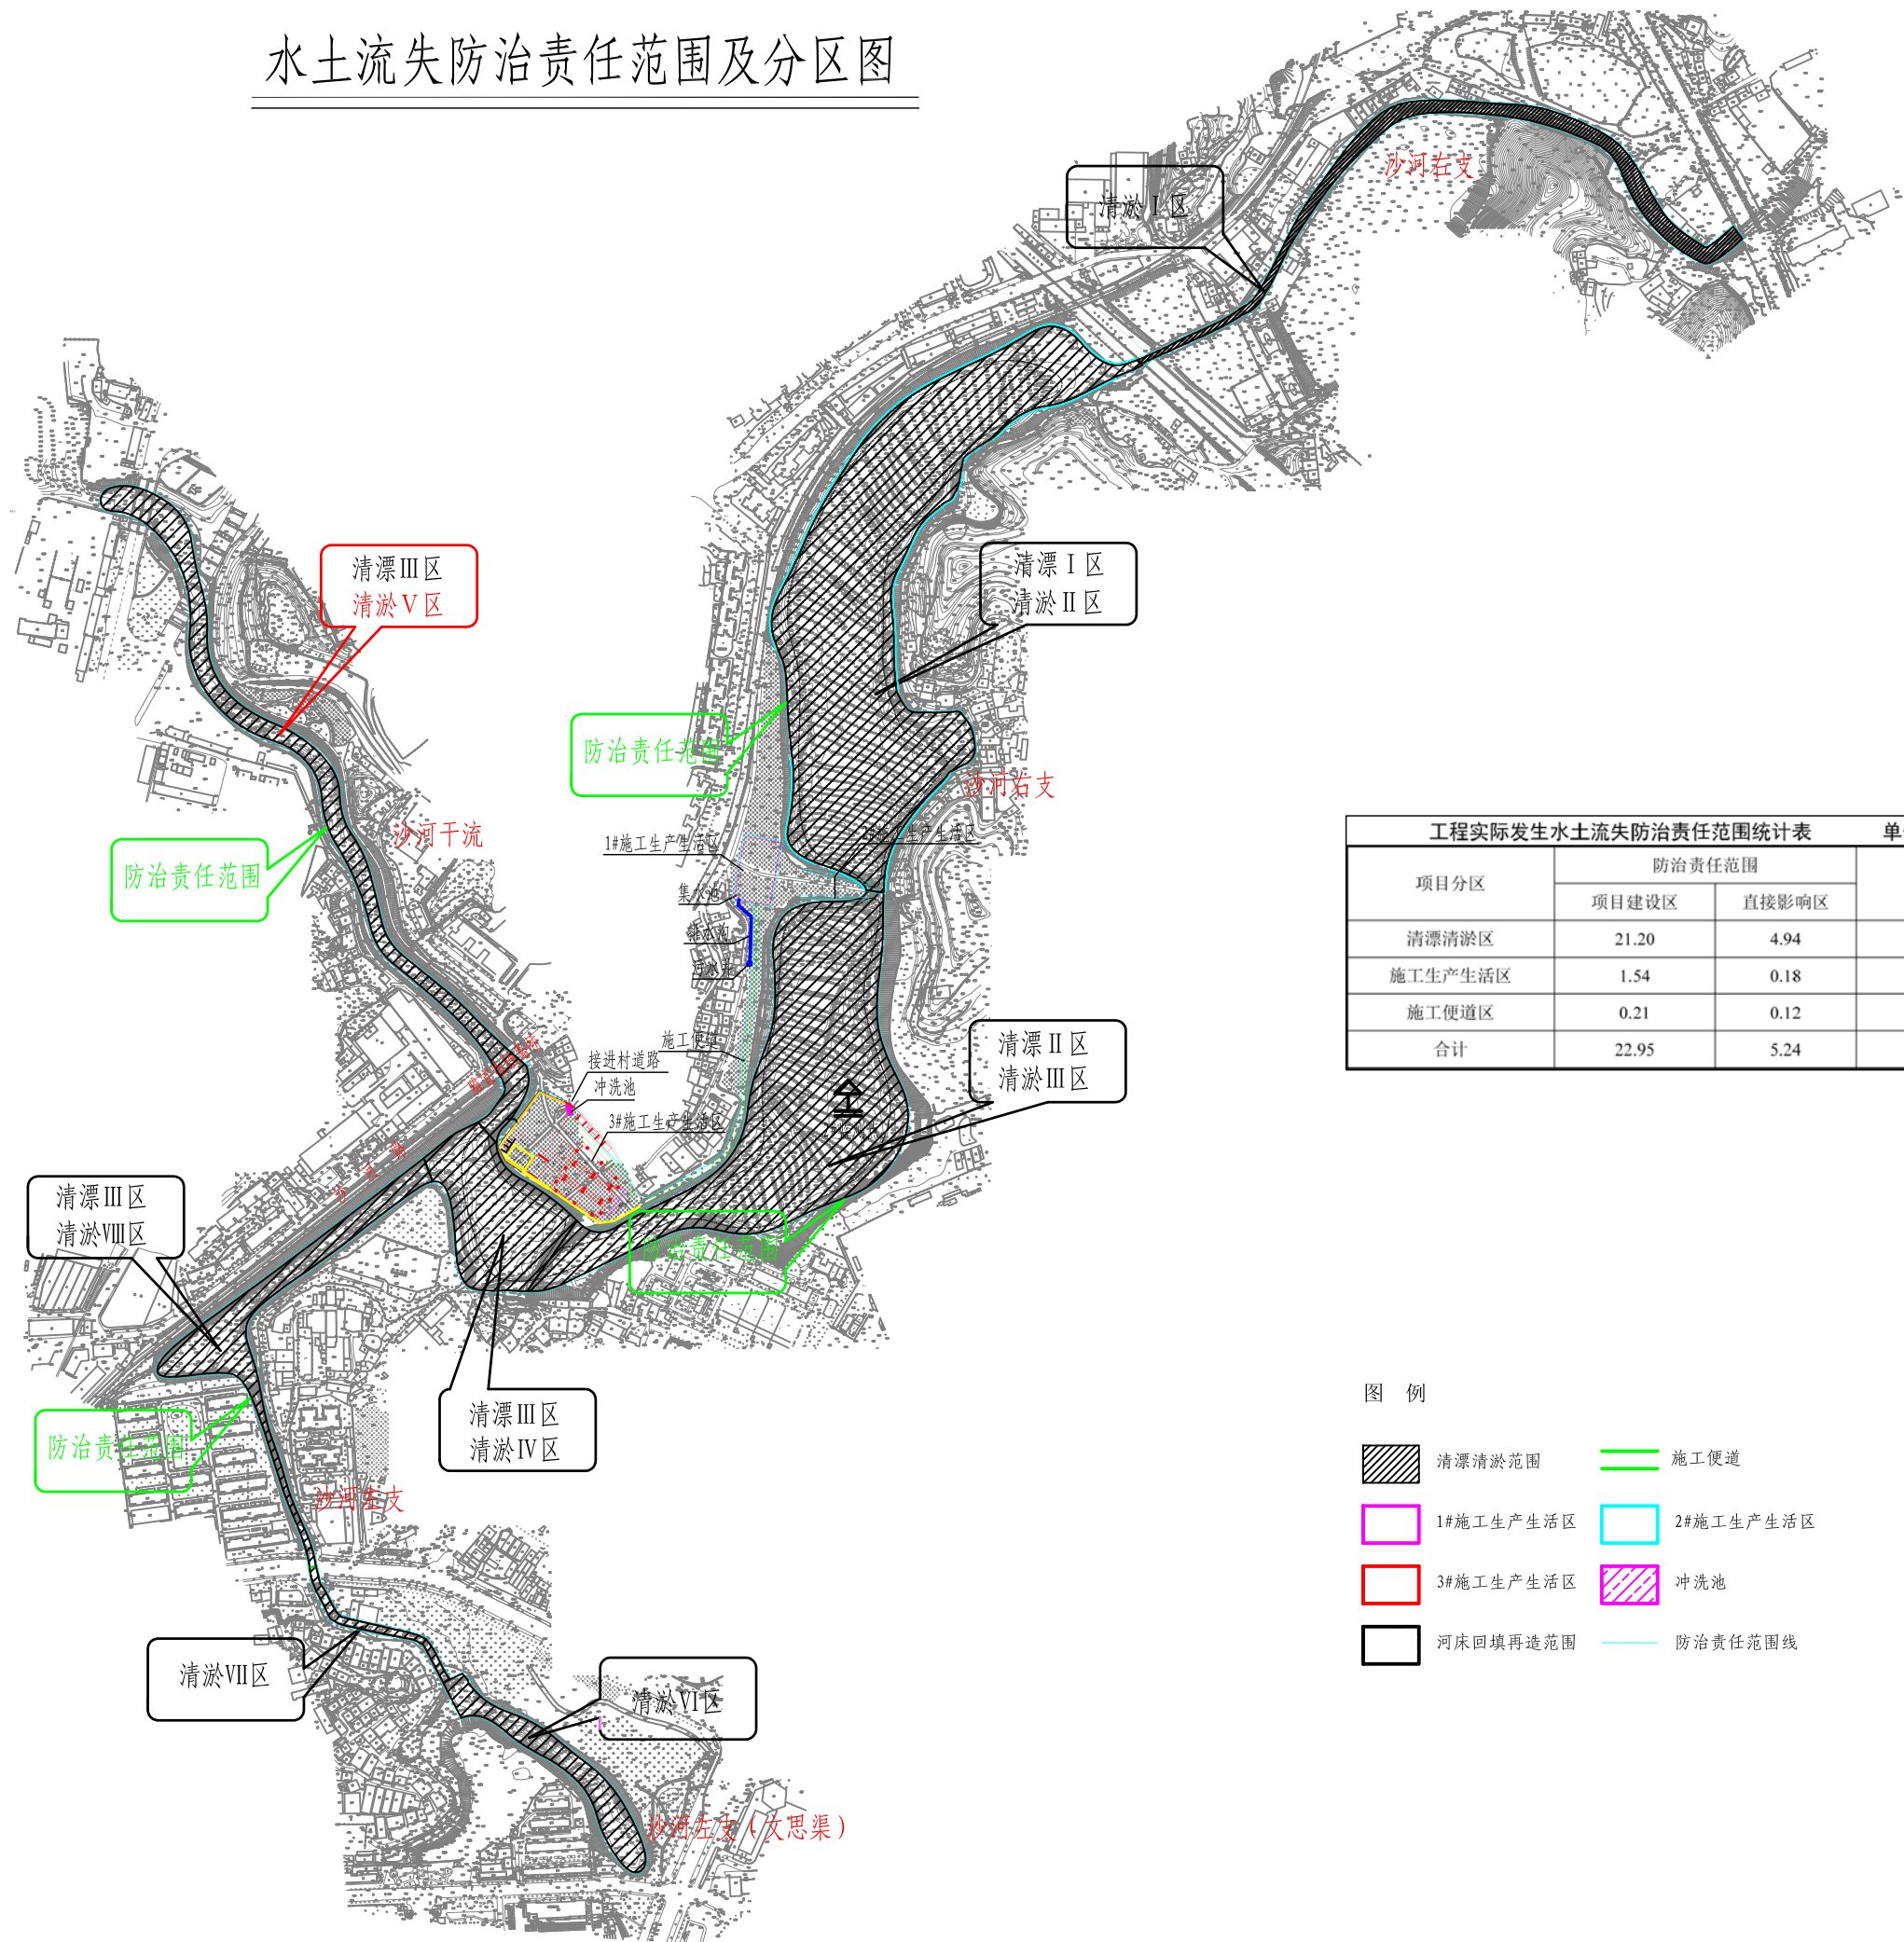 水土流失防治责任范围及分区图
沙河右支
清淤Ⅰ区
清漂Ⅲ区
清淤Ⅴ区
清漂Ⅰ区
清淤Ⅱ区
防治责任范围
沙河右支
沙河干流
防治责任范围
1#施工生产生活区
2#施工生产生活区
集水池
排水沟
污水井
施工便道
接进村道路
冲洗池
3#施工生产生活区
清漂Ⅱ区
清淤Ⅲ区
清漂Ⅲ区
清淤Ⅷ区
防治责任范围
清漂Ⅲ区
清淤Ⅳ区
防治责任范围
沙河左支
清淤Ⅶ区
清淤Ⅵ区
沙河左支（文思渠）
工程实际发生水土流失防治责任范围统计表 单
项目分区 防治责任范围
项目建设区 直接影响区
清漂清淤区 21.20 4.94
施工生产生活区 1.54 0.18
施工便道区 0.21 0.12
合计 22.95 5.24
图 例
清漂清淤范围 施工便道
1#施工生产生活区 2#施工生产生活区
3#施工生产生活区 冲洗池
河床回填再造范围 防治责任范围线